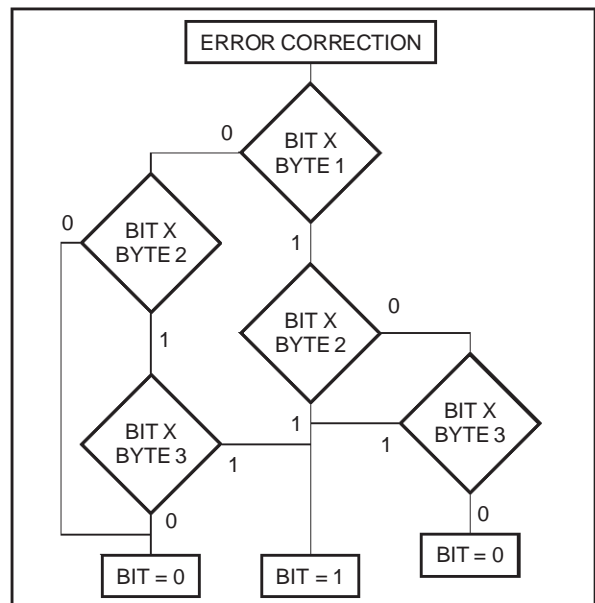 ERROR CORRECTION
0
BIT X
BYTE 1
0
BIT X
BYTE 2
1
0
BIT X
BYTE 2
1
BIT X
BYTE 3
1
BIT X
BYTE 3
1
1
0
0
BIT = 0
BIT = 1
BIT = 0